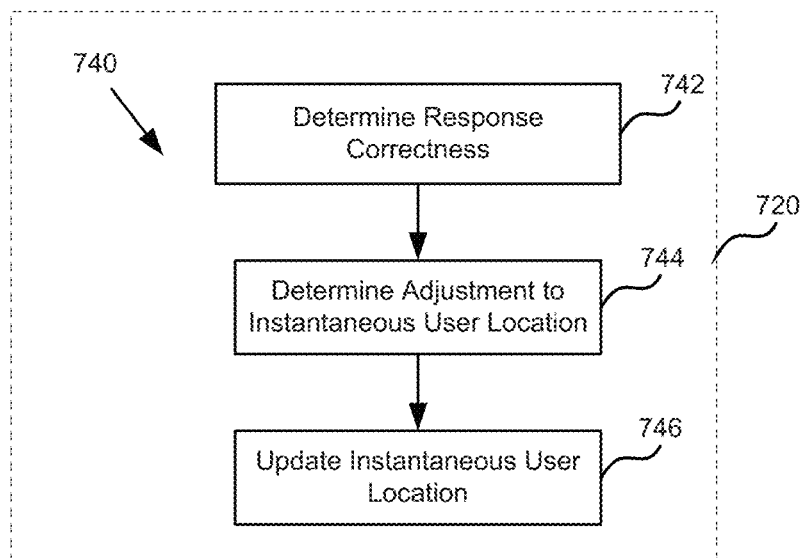 740
742
Determine Response
Correctness
720
744
Determine Adjustment to
Instantaneous User Location
746
Update Instantaneous User
Location